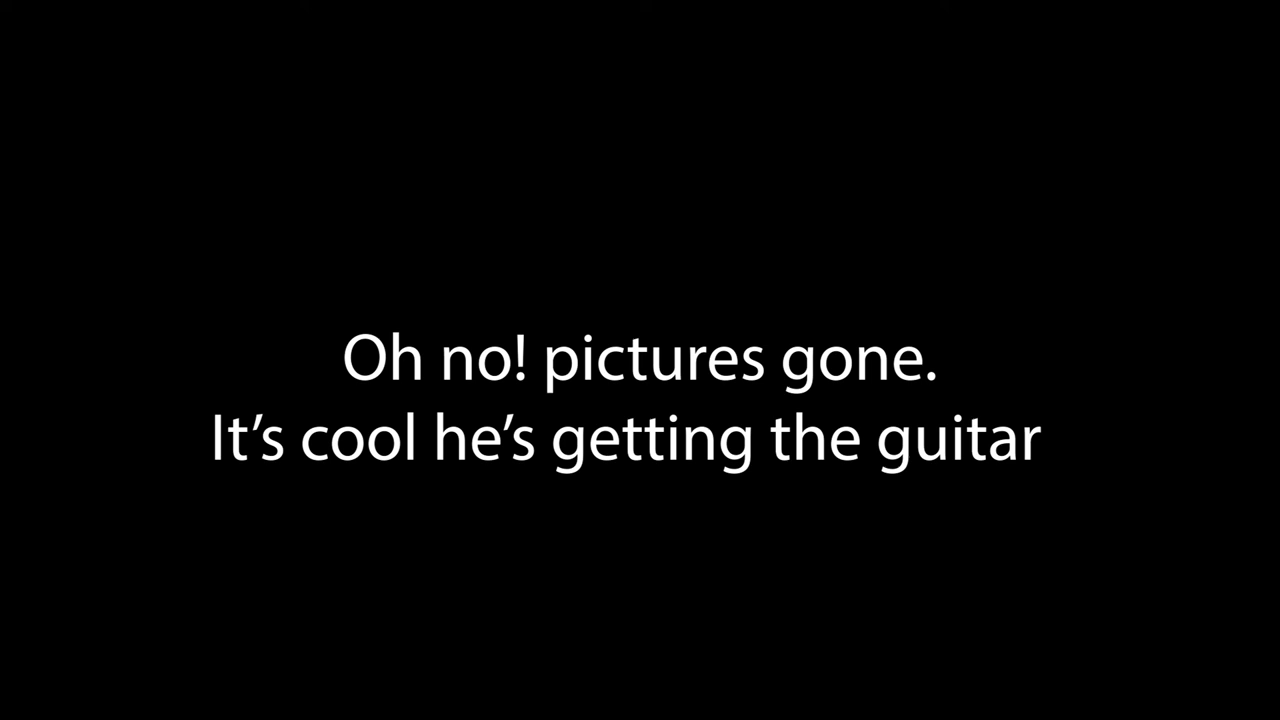 Oh no! pictures gone.
It’s cool he’s getting the guitar